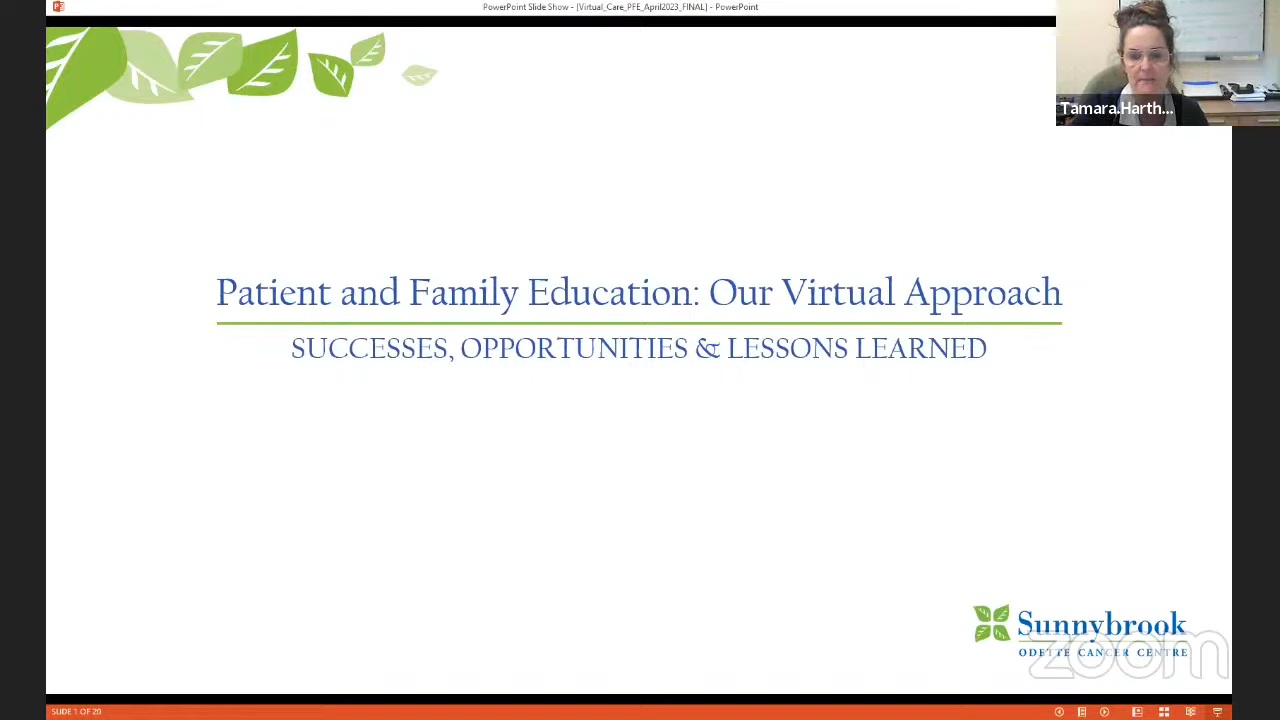 PowerPoint Slide Show - [Virtual_Care_PFE_April2023_FINAL] - PowerPoint
Tamara.Harth...
Patient and Family Education: Our Virtual Approach
SUCCESSES, OPPORTUNITIES & LESSONS LEARNED
Sunnybrook
ODETTE CANCER CENTRE
zoom
SLIDE 1 OF 20